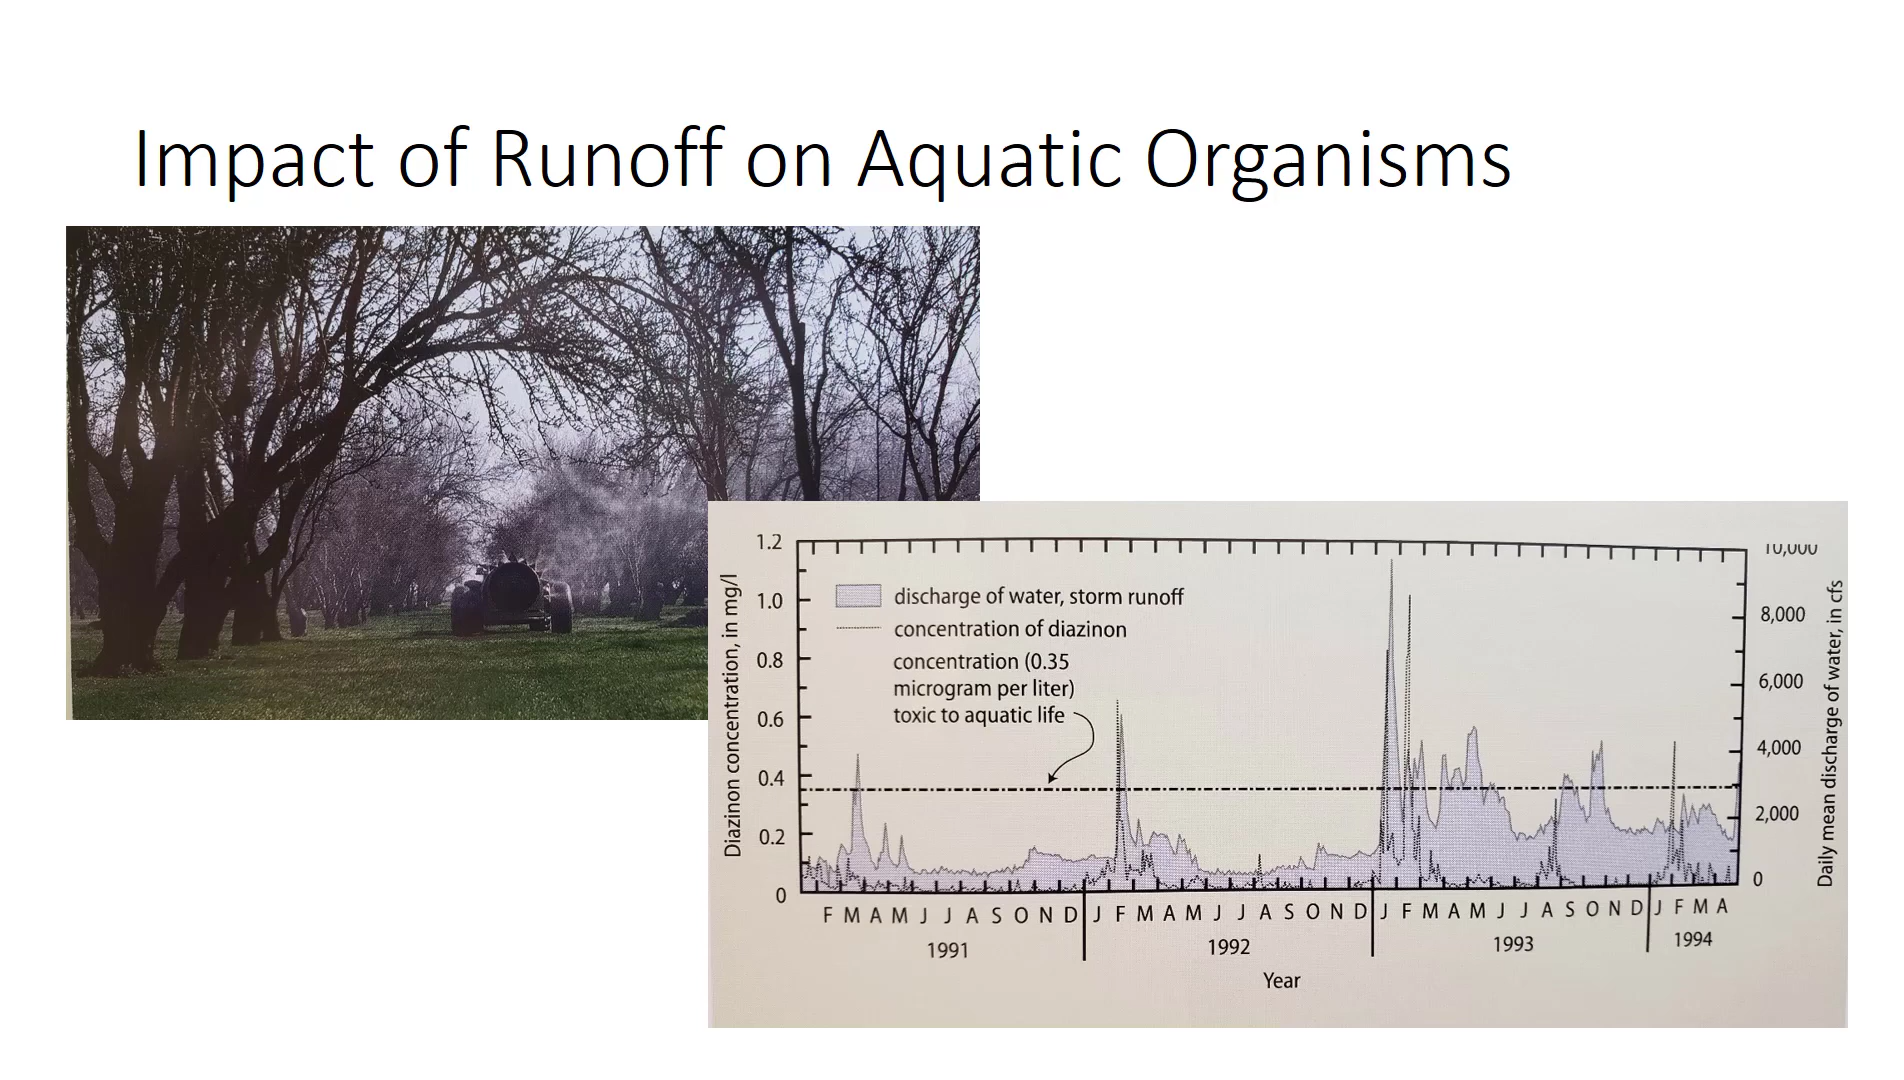 Impact of Runoff on Aquatic Organisms
Diazinon concentration, in mg/l
1.2
1.0
0.8
0.6
0.4
0.2
0
discharge of water, storm runoff
concentration of diazinon
concentration (0.35
microgram per liter)
toxic to aquatic life
10,000
8,000
6,000
4,000
2,000
0
Daily mean discharge of water, in cfs
F M A M J J A S O N D J F M A M J J A S O N D J F M A M J J A S O N D J F M A
1991 1992 1993 1994
Year